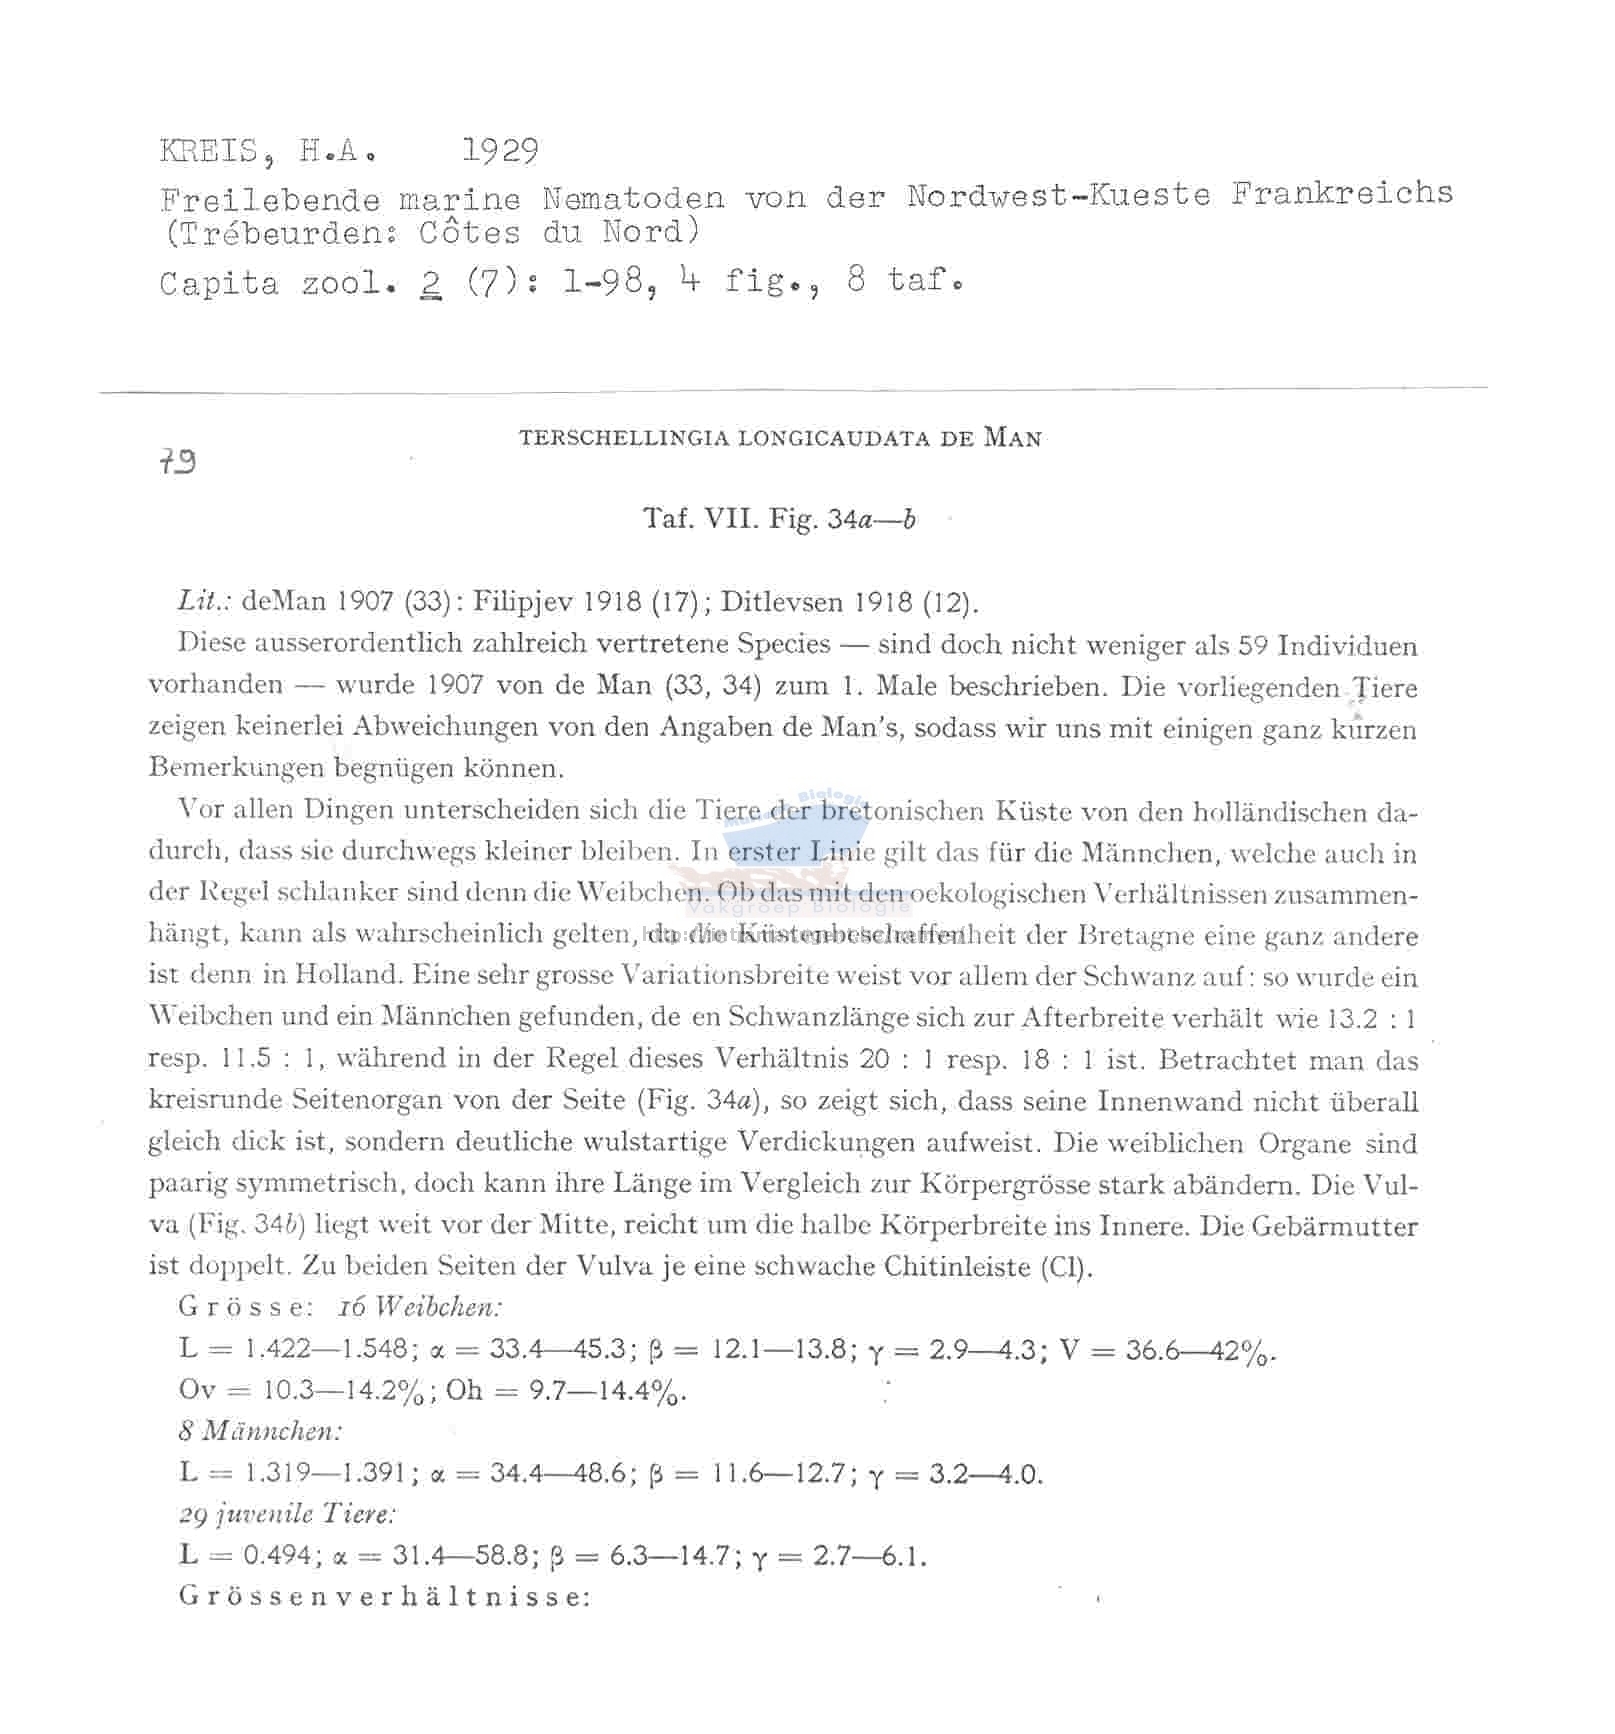 KREIS, H.A. 1929
Freilebende marine Nematoden von der Nordwest-Kueste Frankreichs
(Trébeurden: Côtes du Nord)
Capita zool. 2 (7): 1-98, 4 fig., 8 taf.
TERSCHELLINGIA LONGICAUDATA DE MAN
79
Taf. VII. Fig. 34a—b
Lit.: deMan 1907 (33): Filipjev 1918 (17); Ditlevsen 1918 (12).
Diese ausserordentlich zahlreich vertretene Species — sind doch nicht weniger als 59 Individuen
vorhanden — wurde 1907 von de Man (33, 34) zum 1. Male beschrieben. Die vorliegenden Tiere
zeigen keinerlei Abweichungen von den Angaben de Man's, sodass wir uns mit einigen ganz kurzen
Bemerkungen begnügen können.
Vor allen Dingen unterscheiden sich die Tiere der bretonischen Küste von den holländischen da-
durch, dass sie durchwegs kleiner bleiben. In erster Linie gilt das für die Männchen, welche auch in
der Regel schlanker sind denn die Weibchen. Ob das mit den oekologischen Verhältnissen zusammen-
Vakgroep Biologie
hängt, kann als wahrscheinlich gelten, da die Küstenbeschaffenheit der Bretagne eine ganz andere
ist denn in Holland. Eine sehr grosse Variationsbreite weist vor allem der Schwanz auf: so wurde ein
Weibchen und ein Männchen gefunden, de en Schwanzlänge sich zur Afterbreite verhält wie 13.2 : 1
resp. 11.5 : 1, während in der Regel dieses Verhältnis 20 : 1 resp. 18 : 1 ist. Betrachtet man das
kreisrunde Seitenorgan von der Seite (Fig. 34a), so zeigt sich, dass seine Innenwand nicht überall
gleich dick ist, sondern deutliche wulstartige Verdickungen aufweist. Die weiblichen Organe sind
paarig symmetrisch, doch kann ihre Länge im Vergleich zur Körpergrösse stark abändern. Die Vul-
va (Fig. 34b) liegt weit vor der Mitte, reicht um die halbe Körperbreite ins Innere. Die Gebärmutter
ist doppelt. Zu beiden Seiten der Vulva je eine schwache Chitinleiste (Cl).
Grösse: 16 Weibchen:
L = 1.422—1.548; α = 33.4—45.3; β = 12.1—13.8; γ = 2.9—4.3; V = 36.6—42%.
Ov = 10.3—14.2%; Oh = 9.7—14.4%.
8 Männchen:
L = 1.319—1.391; α = 34.4—48.6; β = 11.6—12.7; γ = 3.2—4.0.
29 juvenile Tiere:
L = 0.494; α = 31.4—58.8; β = 6.3—14.7; γ = 2.7—6.1.
Grössenverhältnisse: